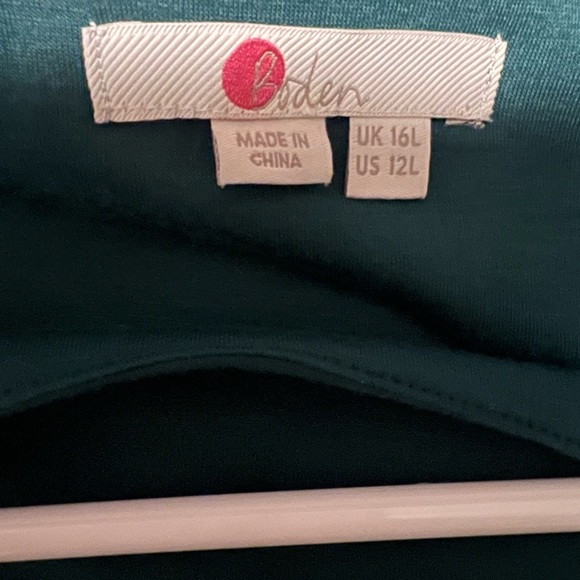 Boden
MADE IN
CHINA
UK 16L
US 12L